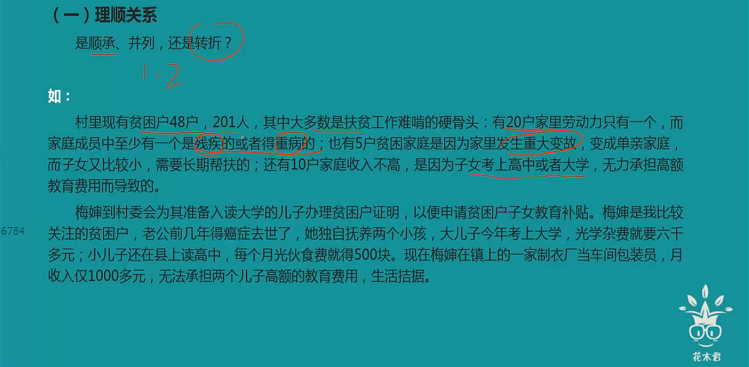 （一）理顺关系
是顺承、并列，还是转折？
1-2
如：
村里现有贫困户48户，201人，其中大多数是扶贫工作难啃的硬骨头：有20户家里劳动力只有一个，而
家庭成员中至少有一个是残疾的或者得重病的；也有5户贫困家庭是因为家里发生重大变故，变成单亲家庭，
而子女又比较小，需要长期帮扶的；还有10户家庭收入不高，是因为子女考上高中或者大学，无力承担高额
教育费用而导致的。
梅婶到村委会为其准备入读大学的儿子办理贫困户证明，以便申请贫困户子女教育补贴。梅婶是我比较
关注的贫困户，老公前几年得癌症去世了，她独自抚养两个小孩，大儿子今年考上大学，光学杂费就要六千
多元；小儿子还在县上读高中，每个月光伙食费就得500块。现在梅婶在镇上的一家制衣厂当车间包装员，月
收入仅1000多元，无法承担两个儿子高额的教育费用，生活拮据。
6784
花木君